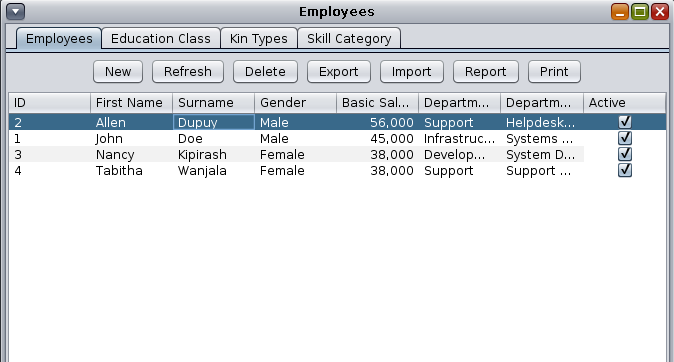 Employees
Employees Education Class Kin Types Skill Category
New Refresh Delete Export Import Report Print
ID First Name Surname Gender Basic Sal... Departm... Departm... Active
2 Allen Dupuy Male 56,000 Support Helpdesk...
1 John Doe Male 45,000 Infrastruc... Systems ...
3 Nancy Kipirash Female 38,000 Develop... System D...
4 Tabitha Wanjala Female 38,000 Support Support ...